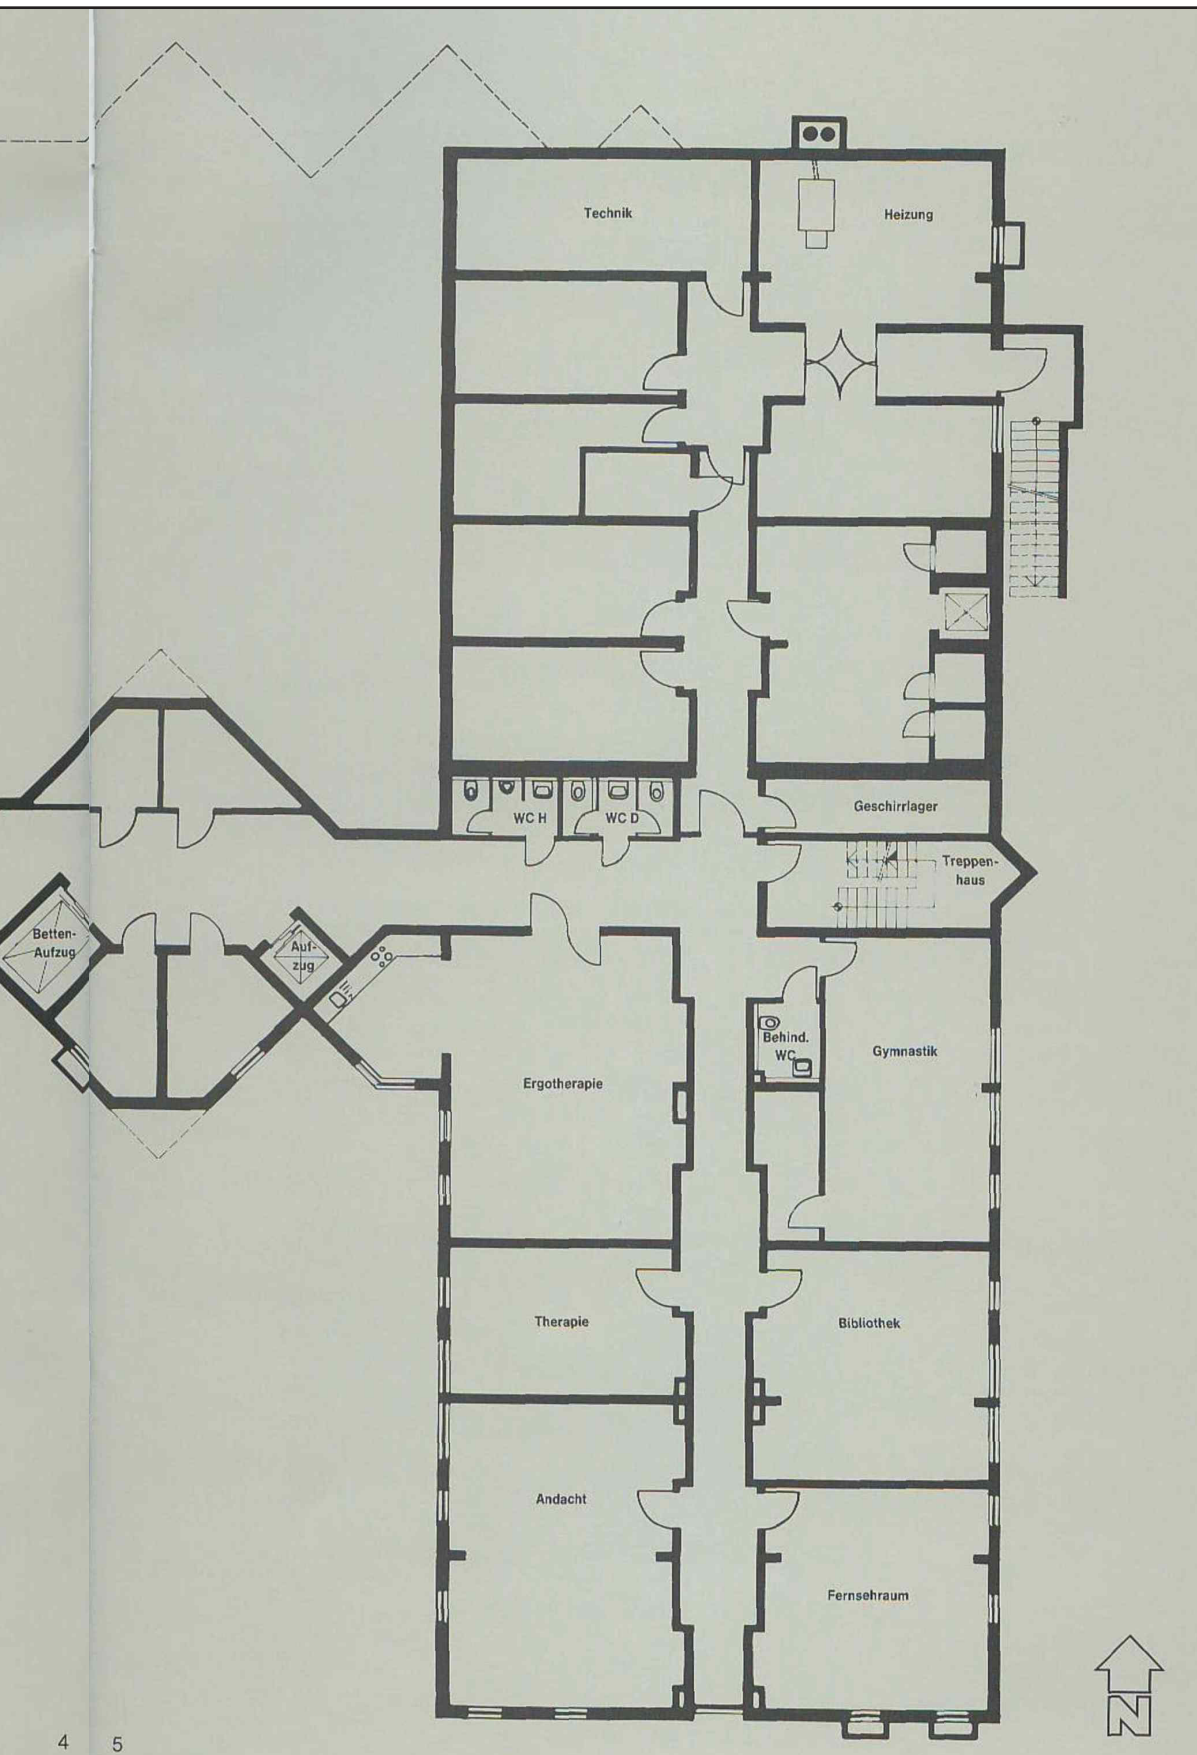 Technik
Heizung
WC H
WC D
Geschirrlager
Treppen-
haus
Betten-
Aufzug
Auf-
zug
Behind.
WC
Gymnastik
Ergotherapie
Therapie
Bibliothek
Andacht
Fernsehraum
N
4
5